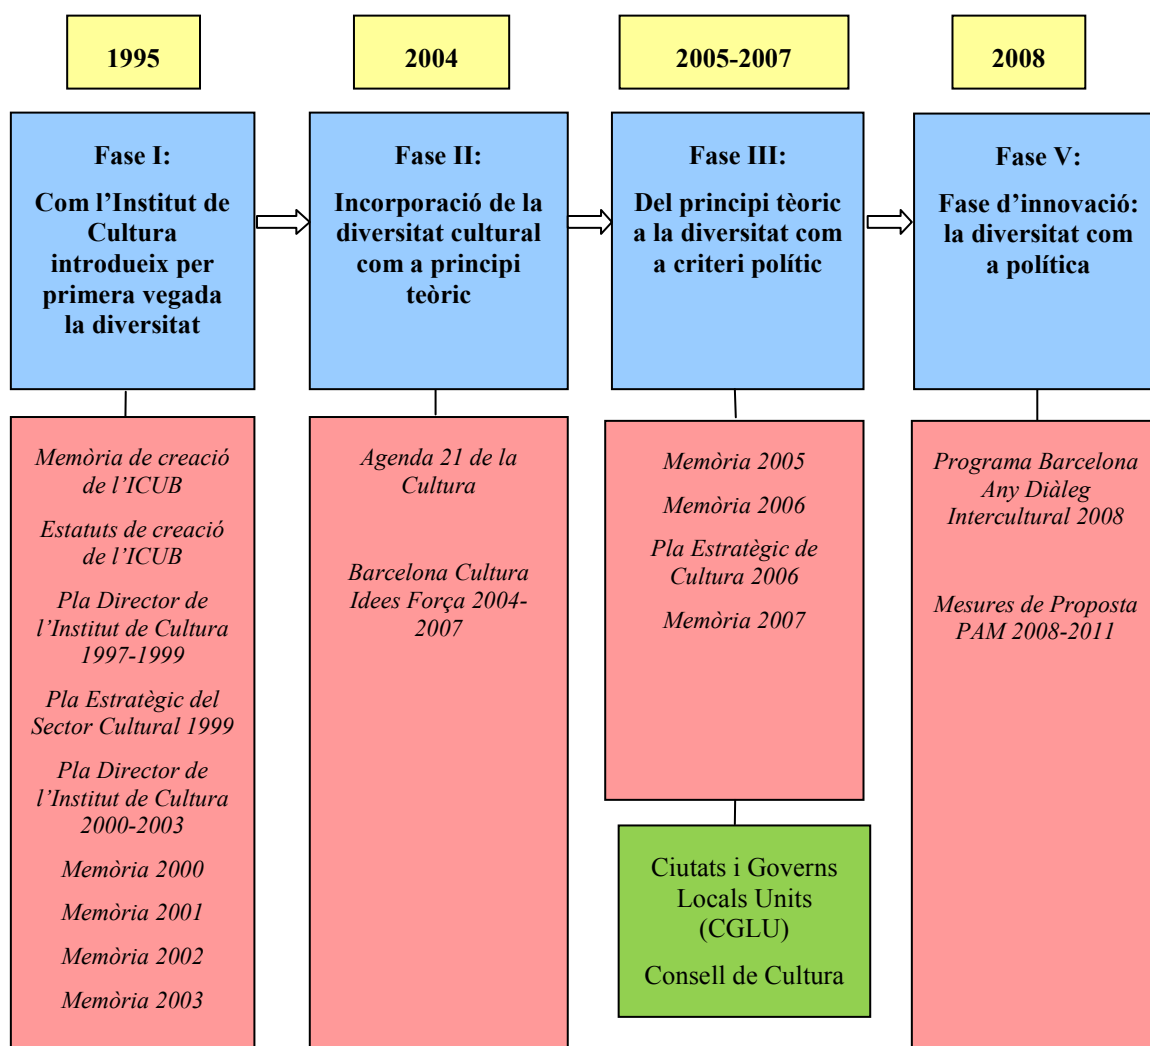 1995
2004
2005-2007
2008
Fase I:
Com l’Institut de
Cultura
introdueix per
primera vegada
la diversitat
Fase II:
Incorporació de la
diversitat cultural
com a principi
teòric
Fase III:
Del principi tèoric
a la diversitat com
a criteri polític
Fase V:
Fase d’innovació:
la diversitat com
a política
Memòria de creació
de l’ICUB
Estatuts de creació
de l’ICUB
Pla Director de
l’Institut de Cultura
1997-1999
Pla Estratègic del
Sector Cultural 1999
Pla Director de
l’Institut de Cultura
2000-2003
Memòria 2000
Memòria 2001
Memòria 2002
Memòria 2003
Agenda 21 de la
Cultura
Barcelona Cultura
Idees Força 2004-
2007
Memòria 2005
Memòria 2006
Pla Estratègic de
Cultura 2006
Memòria 2007
Ciutats i Governs
Locals Units
(CGLU)
Consell de Cultura
Programa Barcelona
Any Diàleg
Intercultural 2008
Mesures de Proposta
PAM 2008-2011